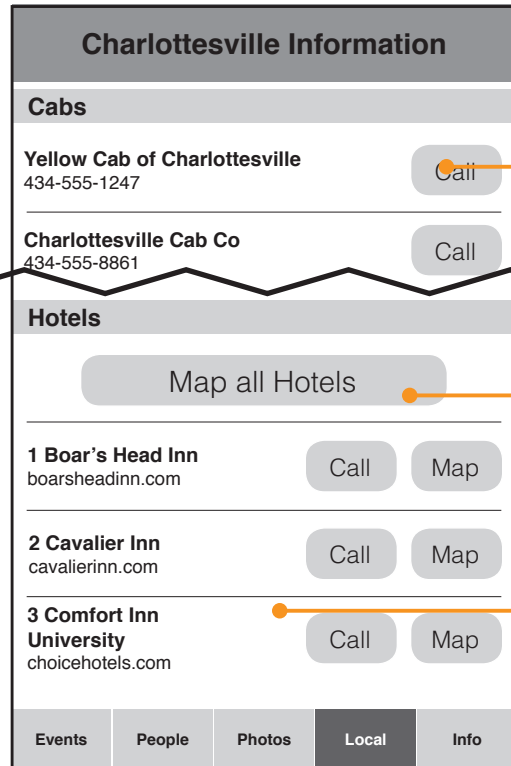 Charlottesville Information
Cabs
Yellow Cab of Charlottesville
434-555-1247
Call
Charlottesville Cab Co
434-555-8861
Call
Hotels
Map all Hotels
1 Boar's Head Inn
boarsheadinn.com
Call Map
2 Cavalier Inn
cavalierinn.com
Call Map
3 Comfort Inn
University
choicehotels.com
Call Map
Events People Photos Local Info